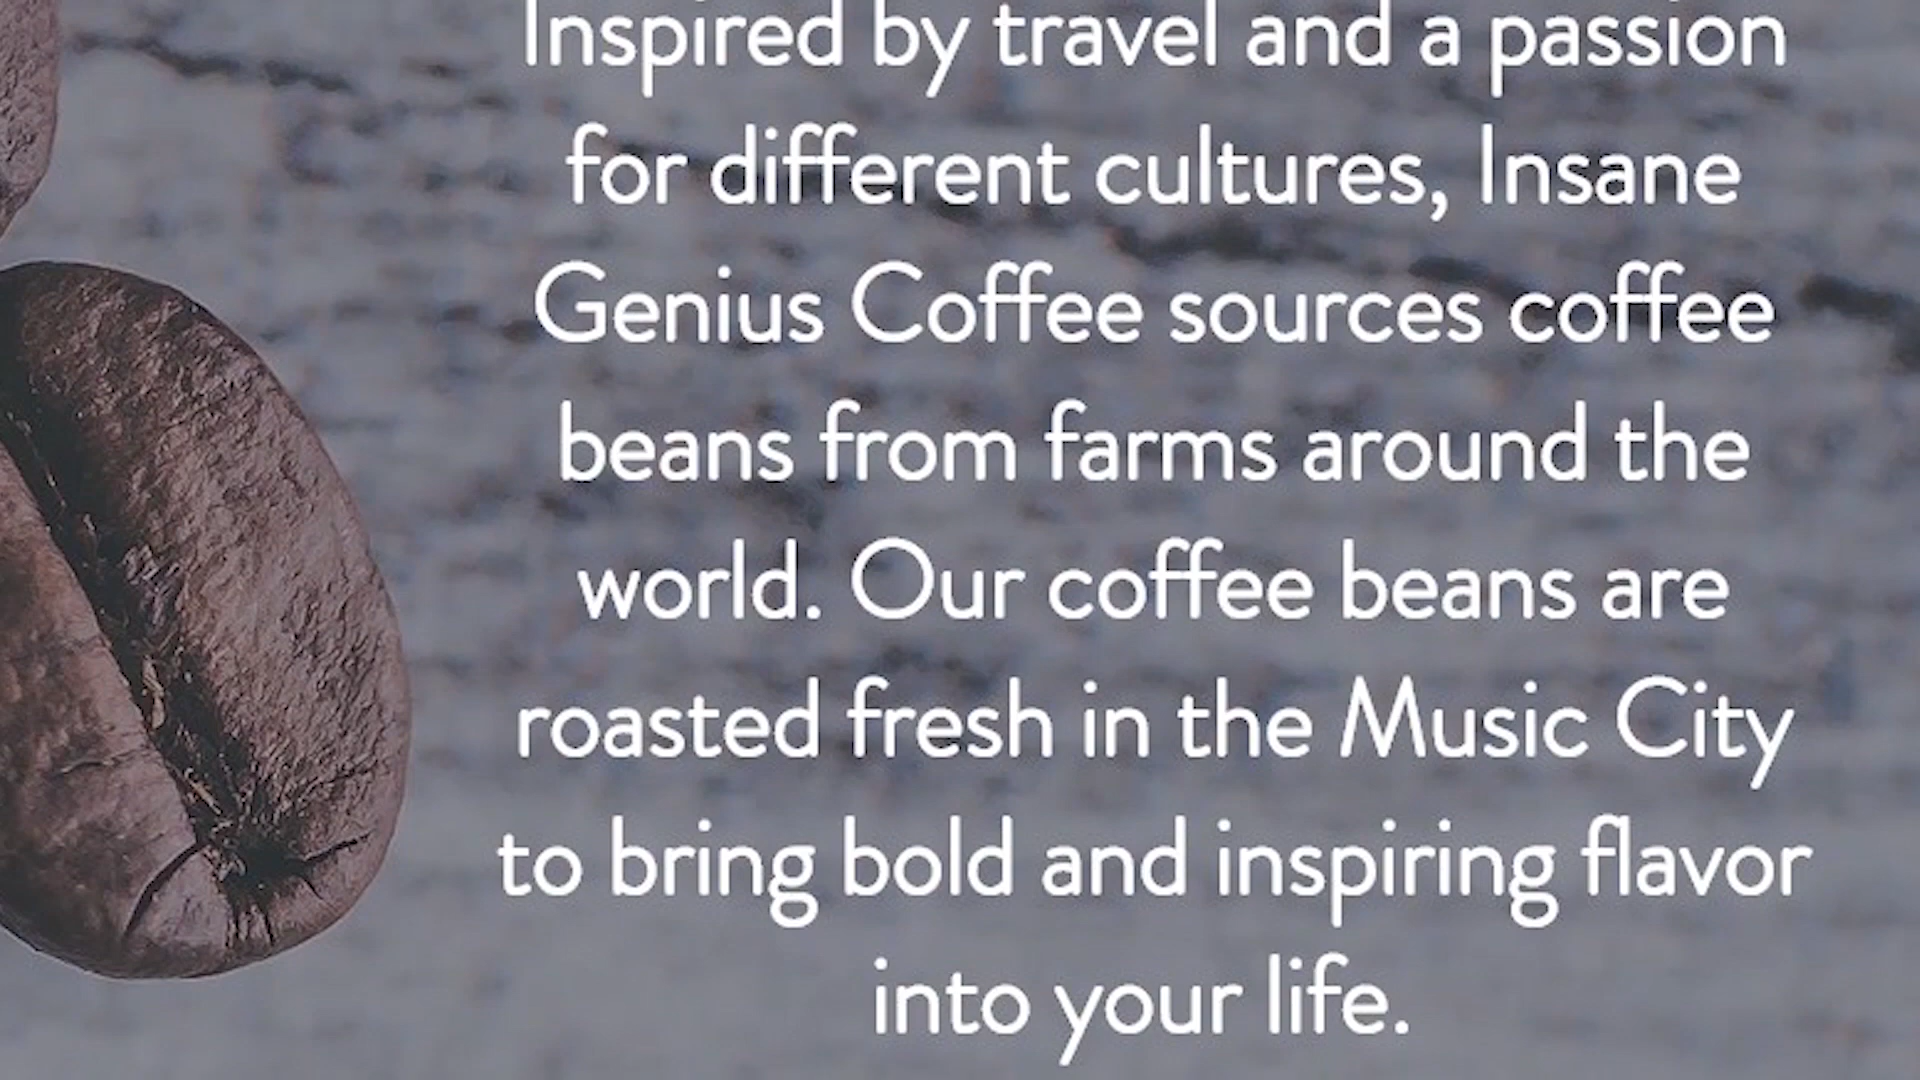 Inspired by travel and a passion
for different cultures, Insane
Genius Coffee sources coffee
beans from farms around the
world. Our coffee beans are
roasted fresh in the Music City
to bring bold and inspiring flavor
into your life.